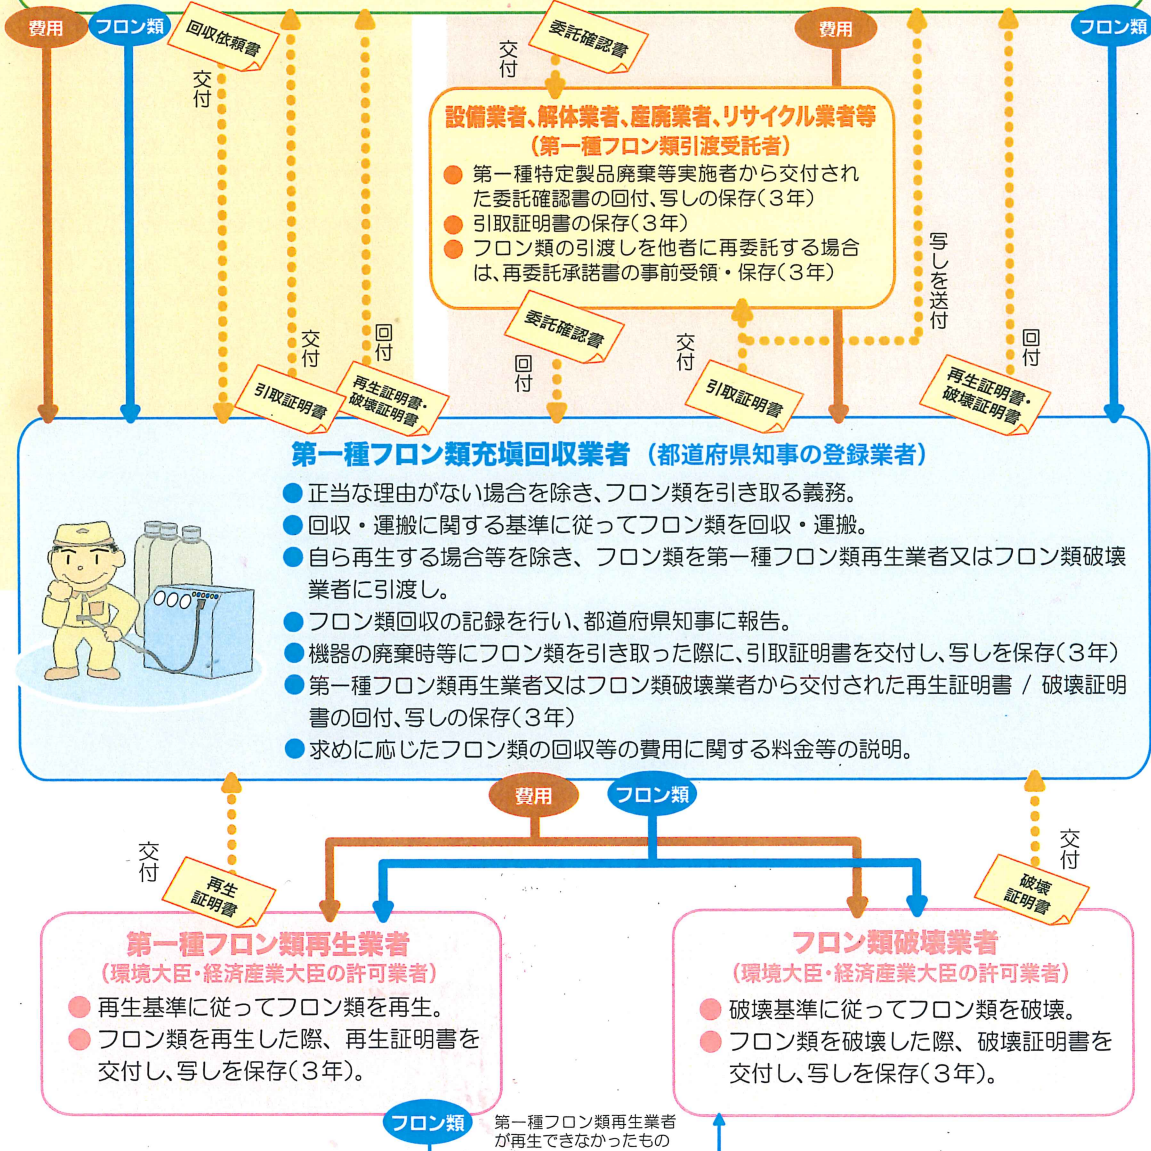 費用
フロン類
回収依頼書
交付
委託確認書
交付
費用
フロン類
設備業者、解体業者、産廃業者、リサイクル業者等
(第一種フロン類引渡受託者)
● 第一種特定製品廃棄等実施者から交付され
た委託確認書の回付、写しの保存(3年)
● 引取証明書の保存(3年)
● フロン類の引渡しを他者に再委託する場合
は、再委託承諾書の事前受領・保存(3年)
写しを送付
交付
引取証明書
回付
再生証明書・
破壊証明書
委託確認書
回付
交付
引取証明書
回付
再生証明書・
破壊証明書
第一種フロン類充塡回収業者(都道府県知事の登録業者)
● 正当な理由がない場合を除き、フロン類を引き取る義務。
● 回収・運搬に関する基準に従ってフロン類を回収・運搬。
● 自ら再生する場合等を除き、フロン類を第一種フロン類再生業者又はフロン類破壊
業者に引渡し。
● フロン類回収の記録を行い、都道府県知事に報告。
● 機器の廃棄時等にフロン類を引き取った際に、引取証明書を交付し、写しを保存(3年)
● 第一種フロン類再生業者又はフロン類破壊業者から交付された再生証明書 / 破壊証明
書の回付、写しの保存(3年)
● 求めに応じたフロン類の回収等の費用に関する料金等の説明。
費用
フロン類
交付
再生
証明書
交付
破壊
証明書
第一種フロン類再生業者
(環境大臣・経済産業大臣の許可業者)
● 再生基準に従ってフロン類を再生。
● フロン類を再生した際、再生証明書を
交付し、写しを保存(3年)。
フロン類破壊業者
(環境大臣・経済産業大臣の許可業者)
● 破壊基準に従ってフロン類を破壊。
● フロン類を破壊した際、破壊証明書を
交付し、写しを保存(3年)。
フロン類
第一種フロン類再生業者
が再生できなかったもの